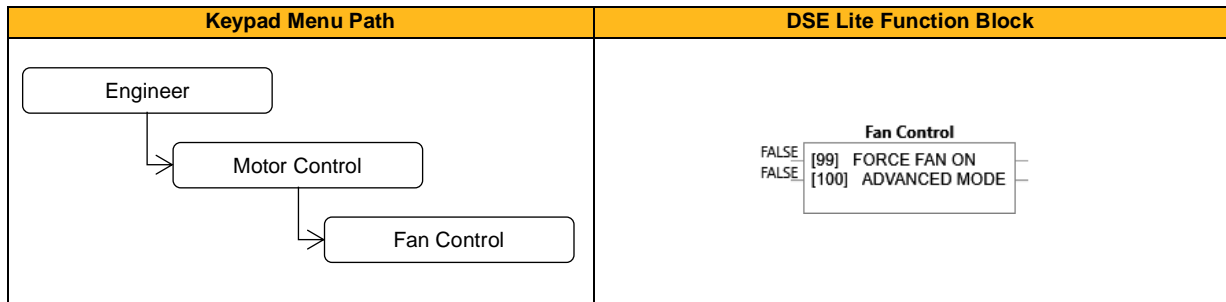 Keypad Menu Path
DSE Lite Function Block
Engineer
Motor Control
Fan Control
Fan Control
FALSE [99] FORCE FAN ON
FALSE [100] ADVANCED MODE